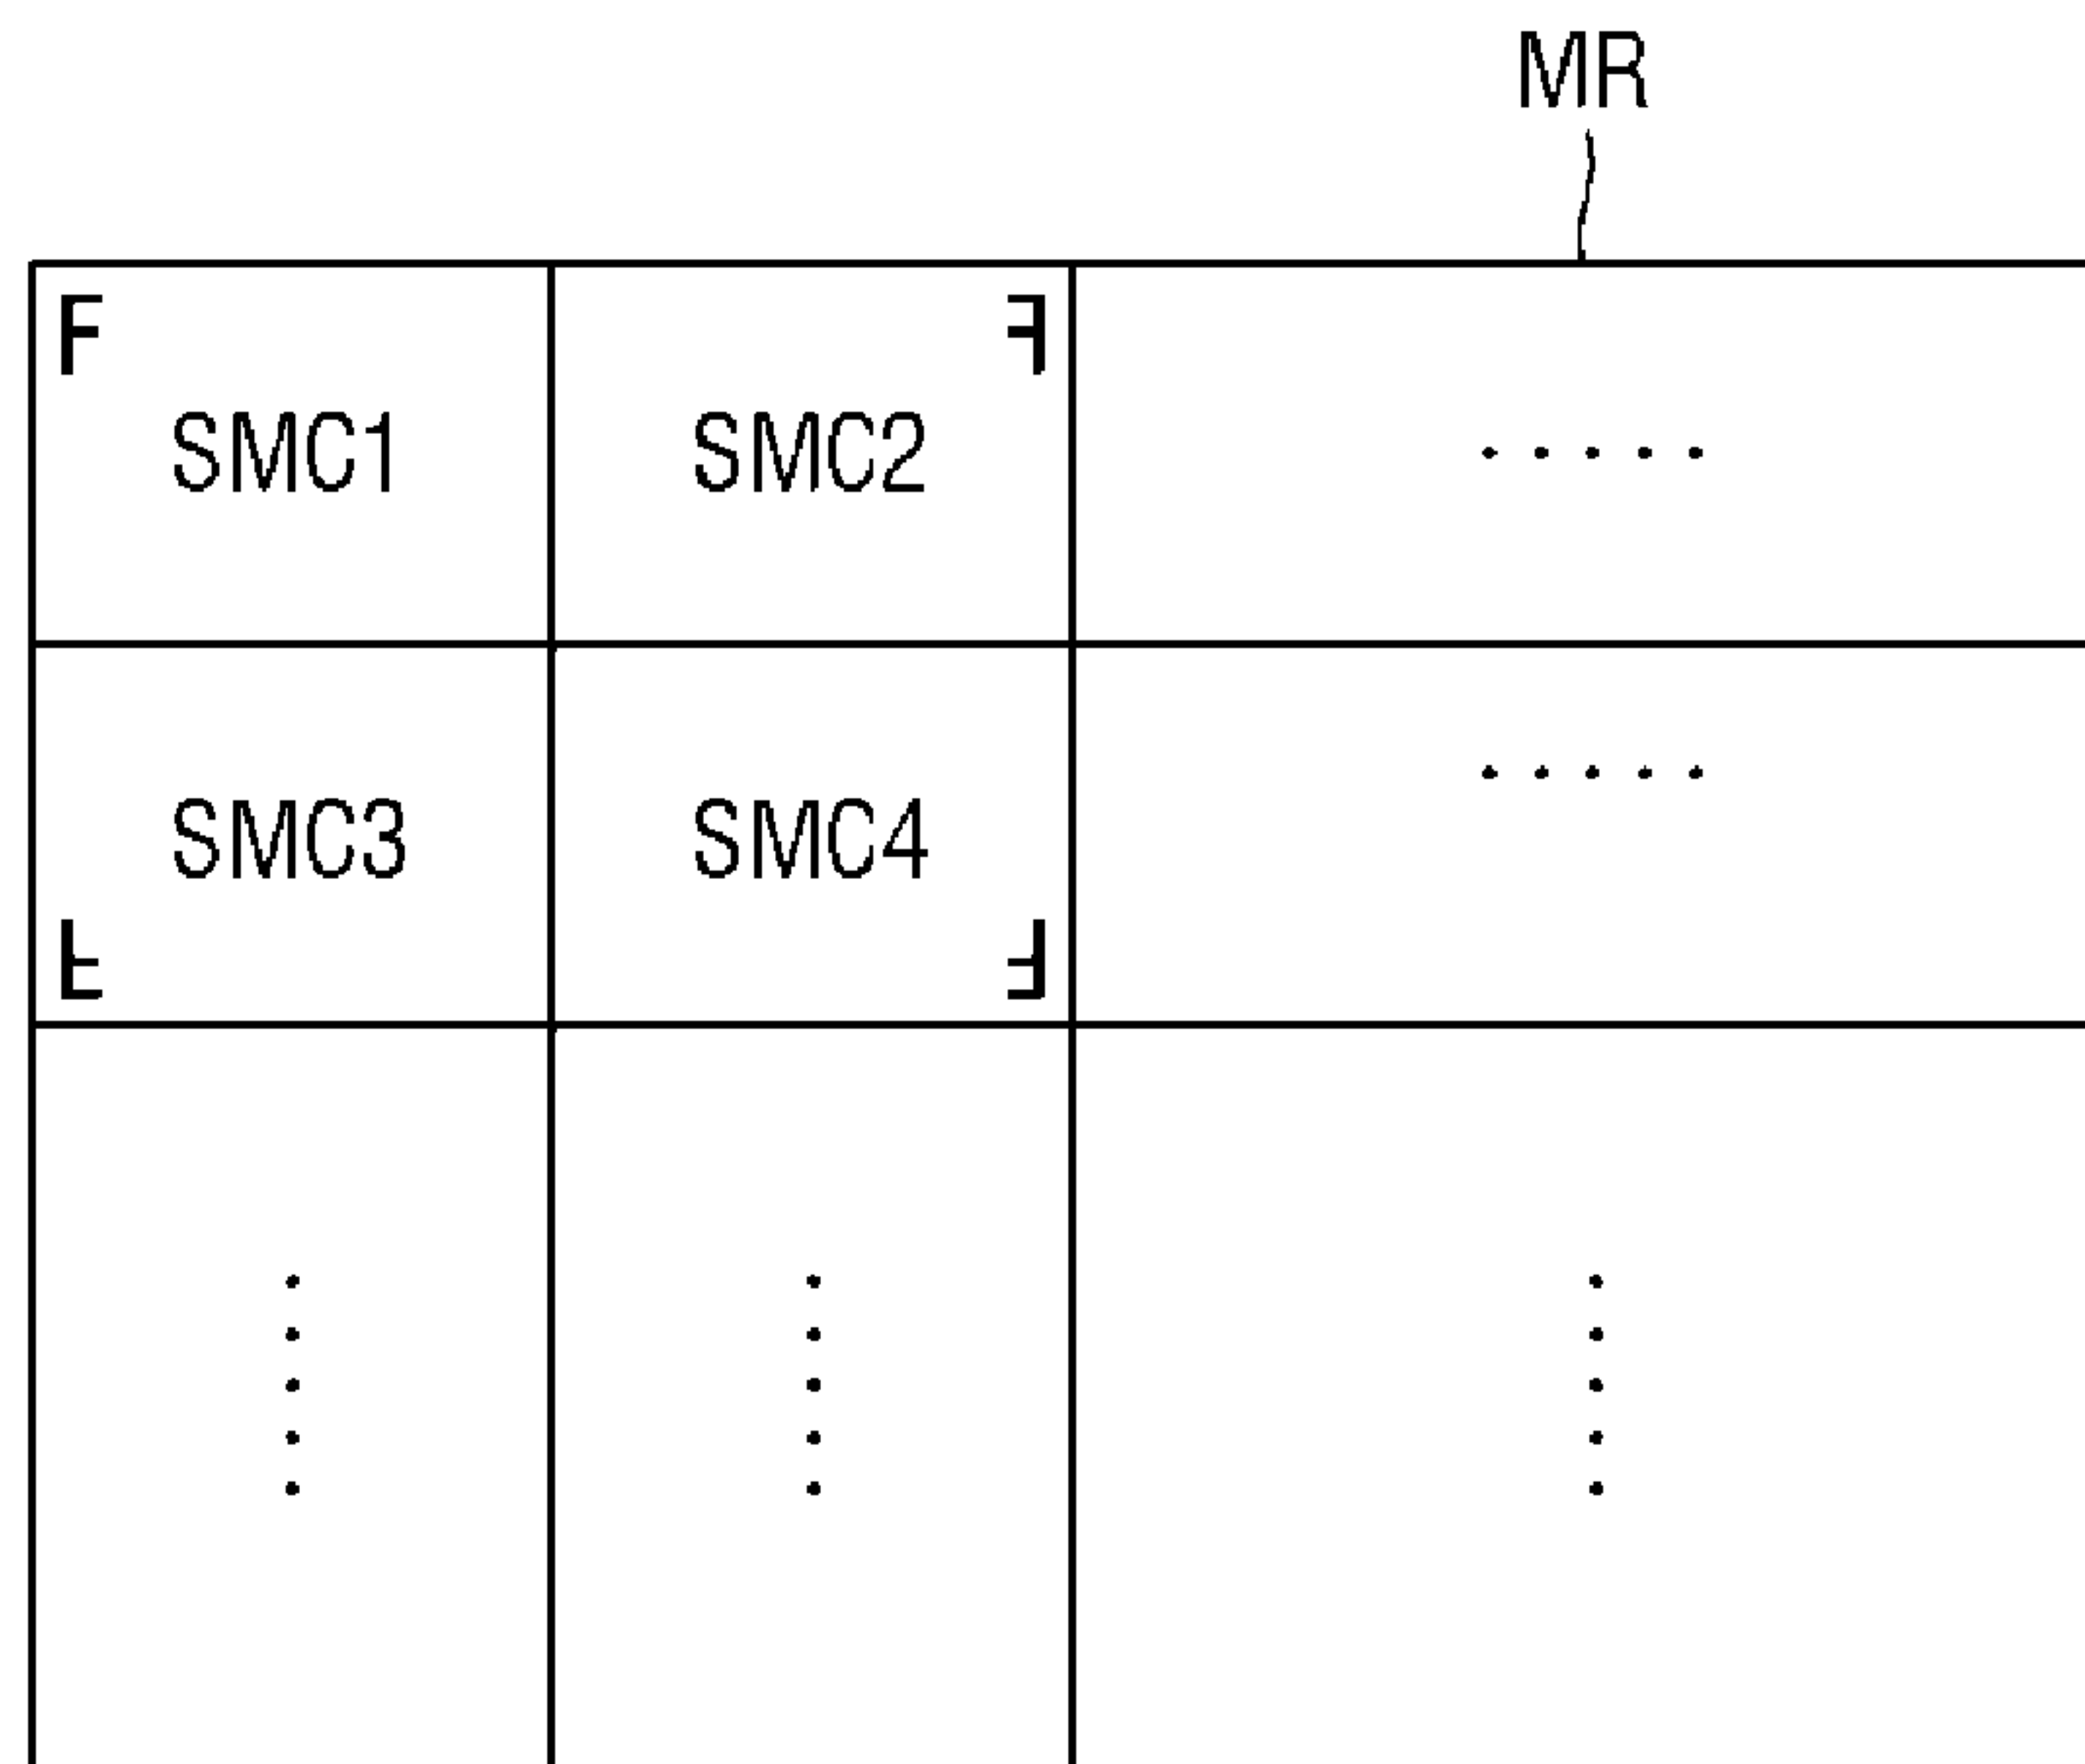 MR
F ꟻ
SMC1 SMC2
.....
.....
SMC3 SMC4
F F